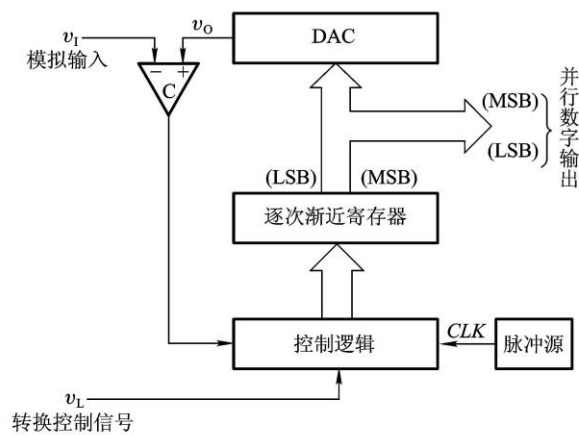 v_I
模拟输入
v_O
DAC
− +
C
(MSB)
(LSB)
并行数字输出
(LSB)
(MSB)
逐次渐近寄存器
控制逻辑
CLK
脉冲源
v_L
转换控制信号